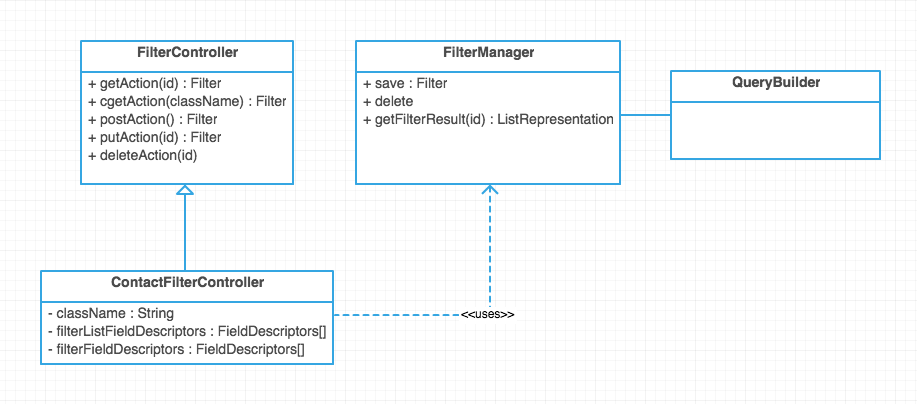 FilterController
+ getAction(id) : Filter
+ cgetAction(className) : Filter
+ postAction() : Filter
+ putAction(id) : Filter
+ deleteAction(id)
FilterManager
+ save : Filter
+ delete
+ getFilterResult(id) : ListRepresentation
QueryBuilder
ContactFilterController
- className : String
- filterListFieldDescriptors : FieldDescriptors[]
- filterFieldDescriptors : FieldDescriptors[]
<<uses>>